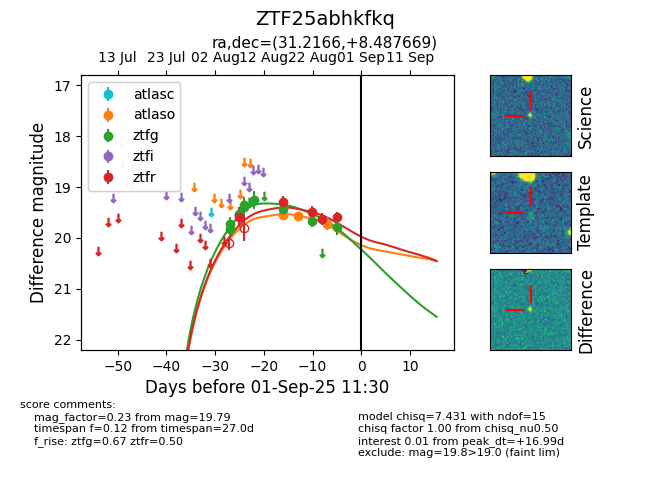 ZTF25abhkfkq
ra,dec=(31.2166,+8.487669)
13 Jul 23 Jul 02 Aug 12 Aug 22 Aug 01 Sep 11 Sep
17
18
19
20
21
22
Difference magnitude
atlasc
atlaso
ztfg
ztfi
ztfr
−50 −40 −30 −20 −10 0 10
Days before 01-Sep-25 11:30
Science
Template
Difference
score comments:
mag_factor=0.23 from mag=19.79
timespan f=0.12 from timespan=27.0d
f_rise: ztfg=0.67 ztfr=0.50
model chisq=7.431 with ndof=15
chisq factor 1.00 from chisq_nu0.50
interest 0.01 from peak_dt=+16.99d
exclude: mag=19.8>19.0 (faint lim)